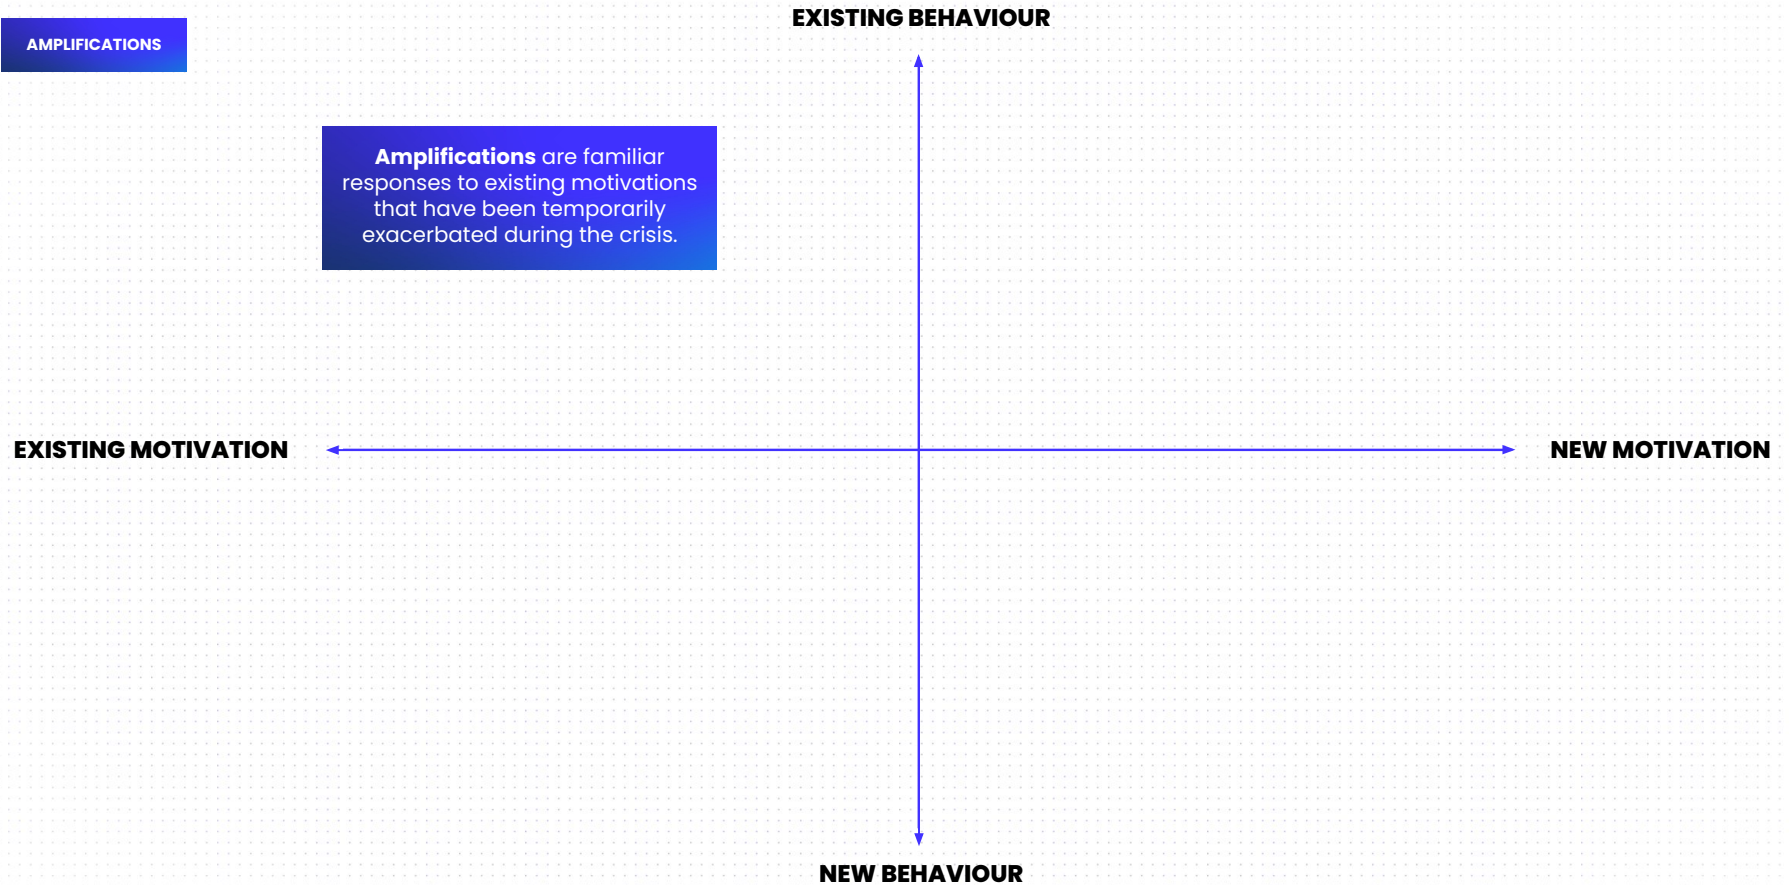 EXISTING BEHAVIOUR
AMPLIFICATIONS
Amplifications are familiar
responses to existing motivations
that have been temporarily
exacerbated during the crisis.
EXISTING MOTIVATION
NEW MOTIVATION
NEW BEHAVIOUR